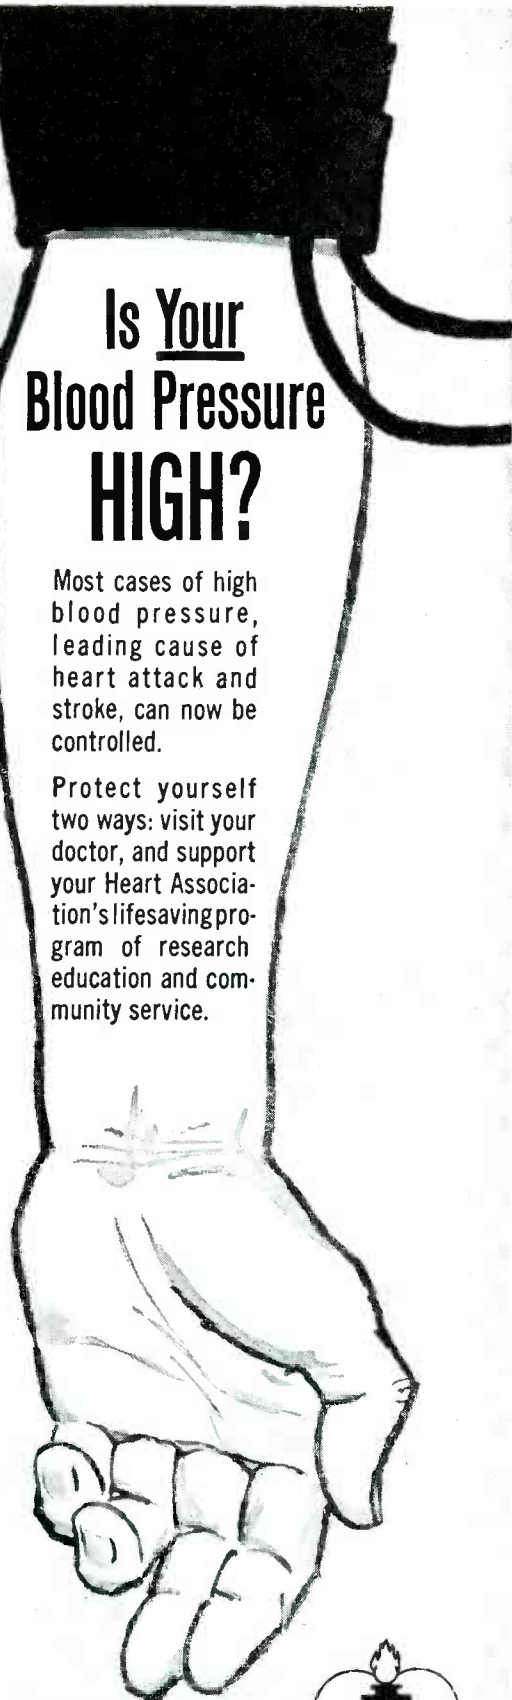 Is Your
Blood Pressure
HIGH?
Most cases of high
blood pressure,
leading cause of
heart attack and
stroke, can now be
controlled.
Protect yourself
two ways: visit your
doctor, and support
your Heart Associa-
tion's lifesaving pro-
gram of research
education and com-
munity service.